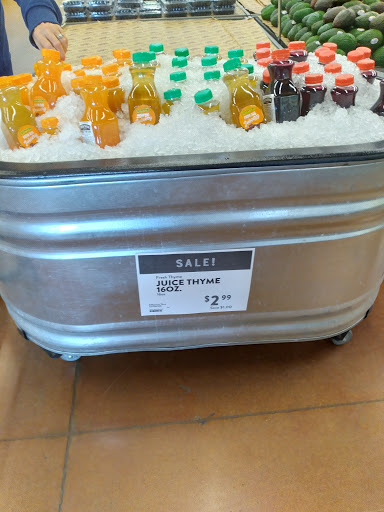 SALE!
Fresh Thyme
JUICE THYME
16OZ.
$2.99